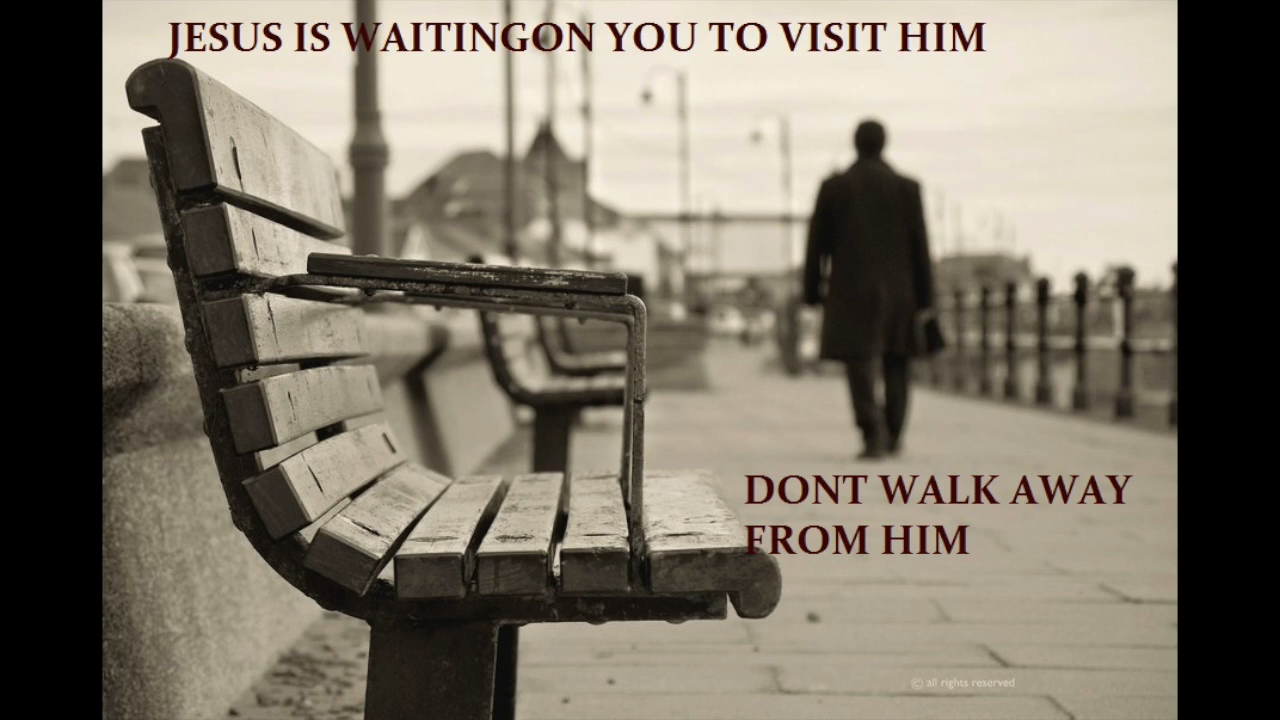 JESUS IS WAITINGON YOU TO VISIT HIM
DONT WALK AWAY
FROM HIM
© all rights reserved